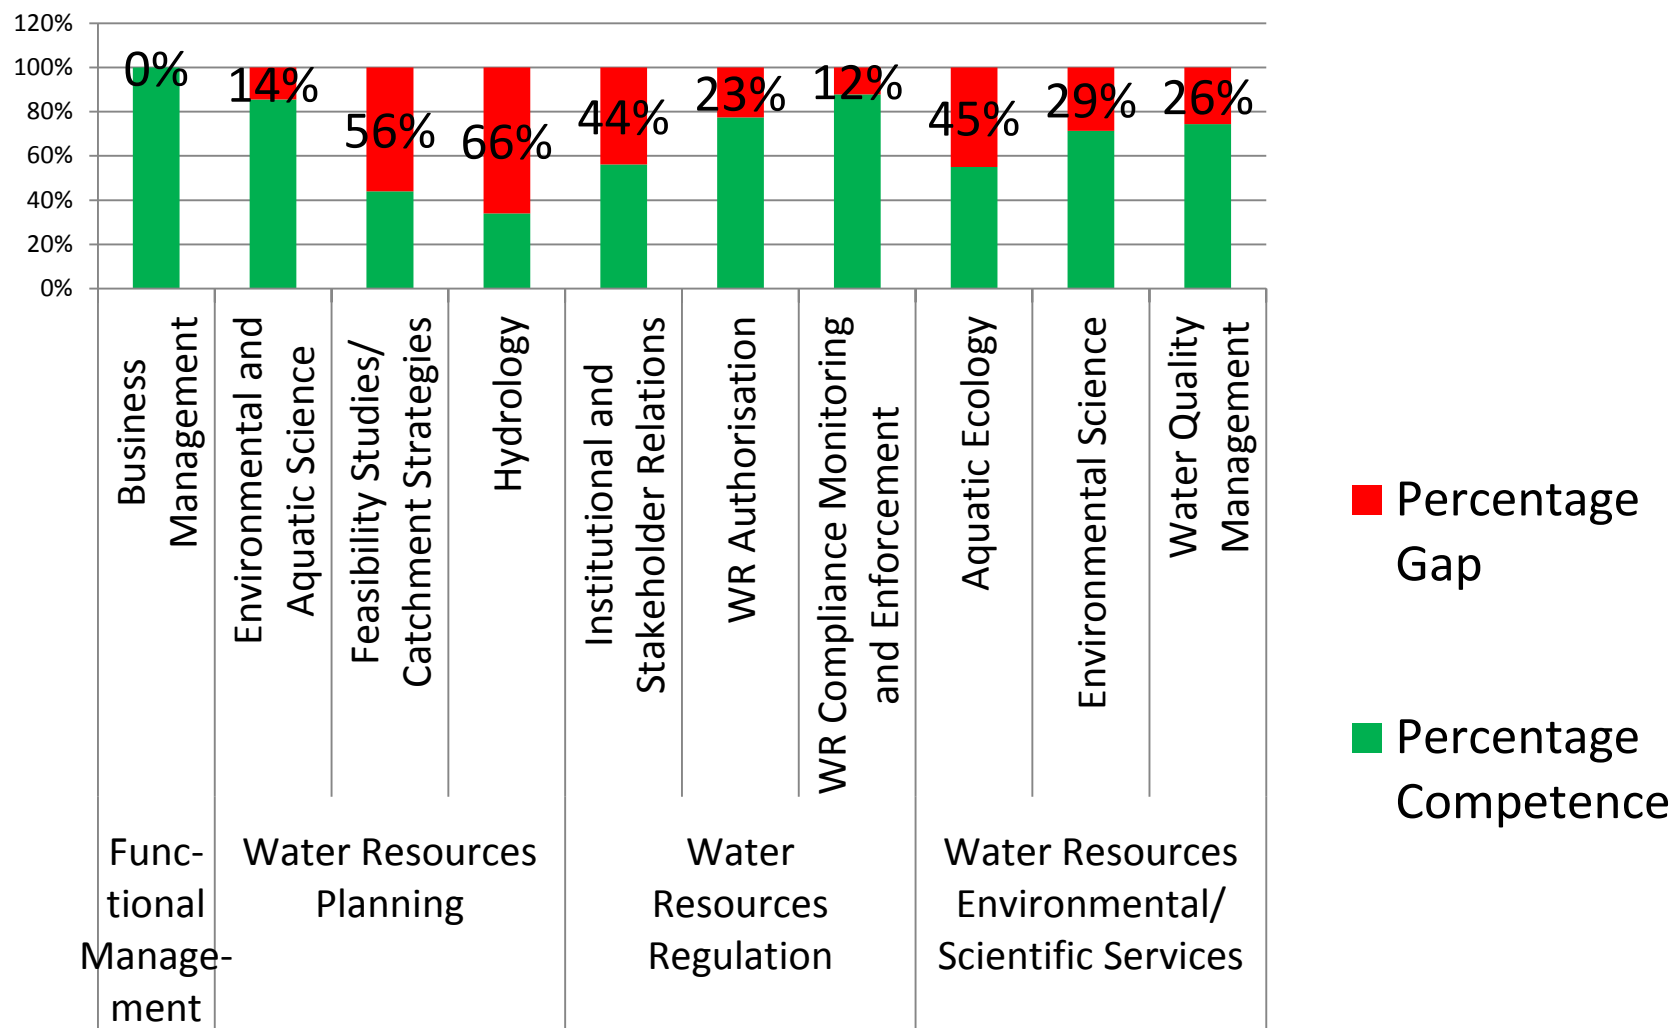 120%
100%
80%
60%
40%
20%
0%
0%
14%
56%
66%
44%
23%
12%
45%
29%
26%
Business
Management
Environmental and
Aquatic Science
Feasibility Studies/
Catchment Strategies
Hydrology
Institutional and
Stakeholder Relations
WR Authorisation
WR Compliance Monitoring
and Enforcement
Aquatic Ecology
Environmental Science
Water Quality
Management
Func-
tional
Manage-
ment
Water Resources
Planning
Water
Resources
Regulation
Water Resources
Environmental/
Scientific Services
Percentage
Gap
Percentage
Competence